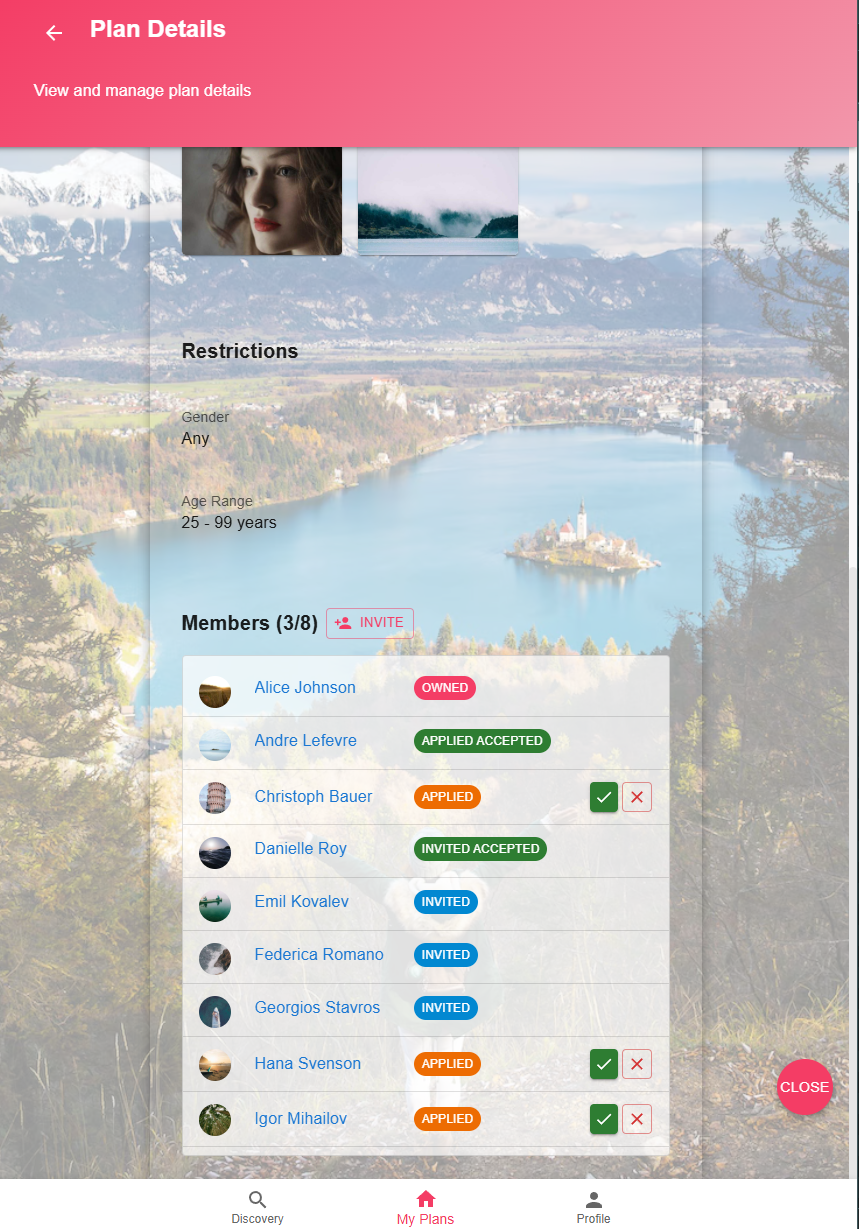 Plan Details
View and manage plan details
Restrictions
Gender
Any
Age Range
25 - 99 years
Members (3/8) INVITE
Alice Johnson OWNED
Andre Lefevre APPLIED ACCEPTED
Christoph Bauer APPLIED
Danielle Roy INVITED ACCEPTED
Emil Kovalev INVITED
Federica Romano INVITED
Georgios Stavros INVITED
Hana Svenson APPLIED
CLOSE
Igor Mihailov APPLIED
Discovery My Plans Profile